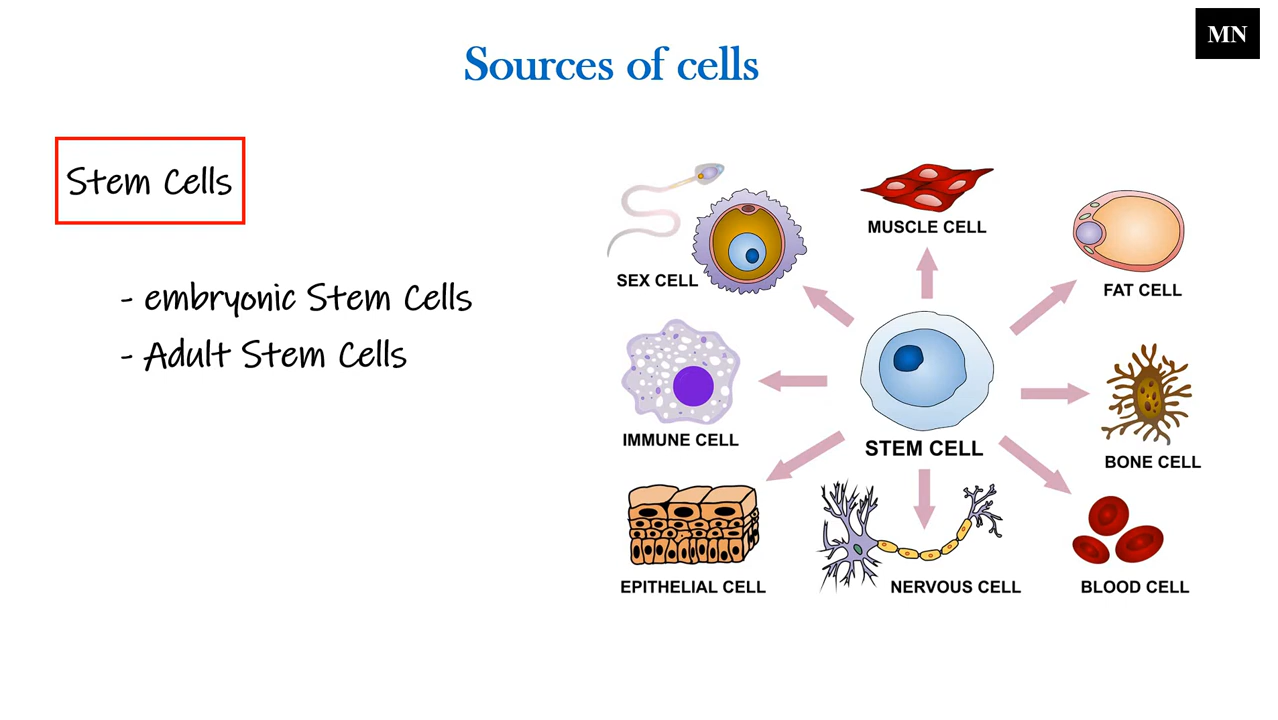 MN
Sources of cells
Stem Cells
- embryonic Stem Cells
- Adult Stem Cells
SEX CELL
MUSCLE CELL
FAT CELL
IMMUNE CELL
STEM CELL
BONE CELL
EPITHELIAL CELL
NERVOUS CELL
BLOOD CELL